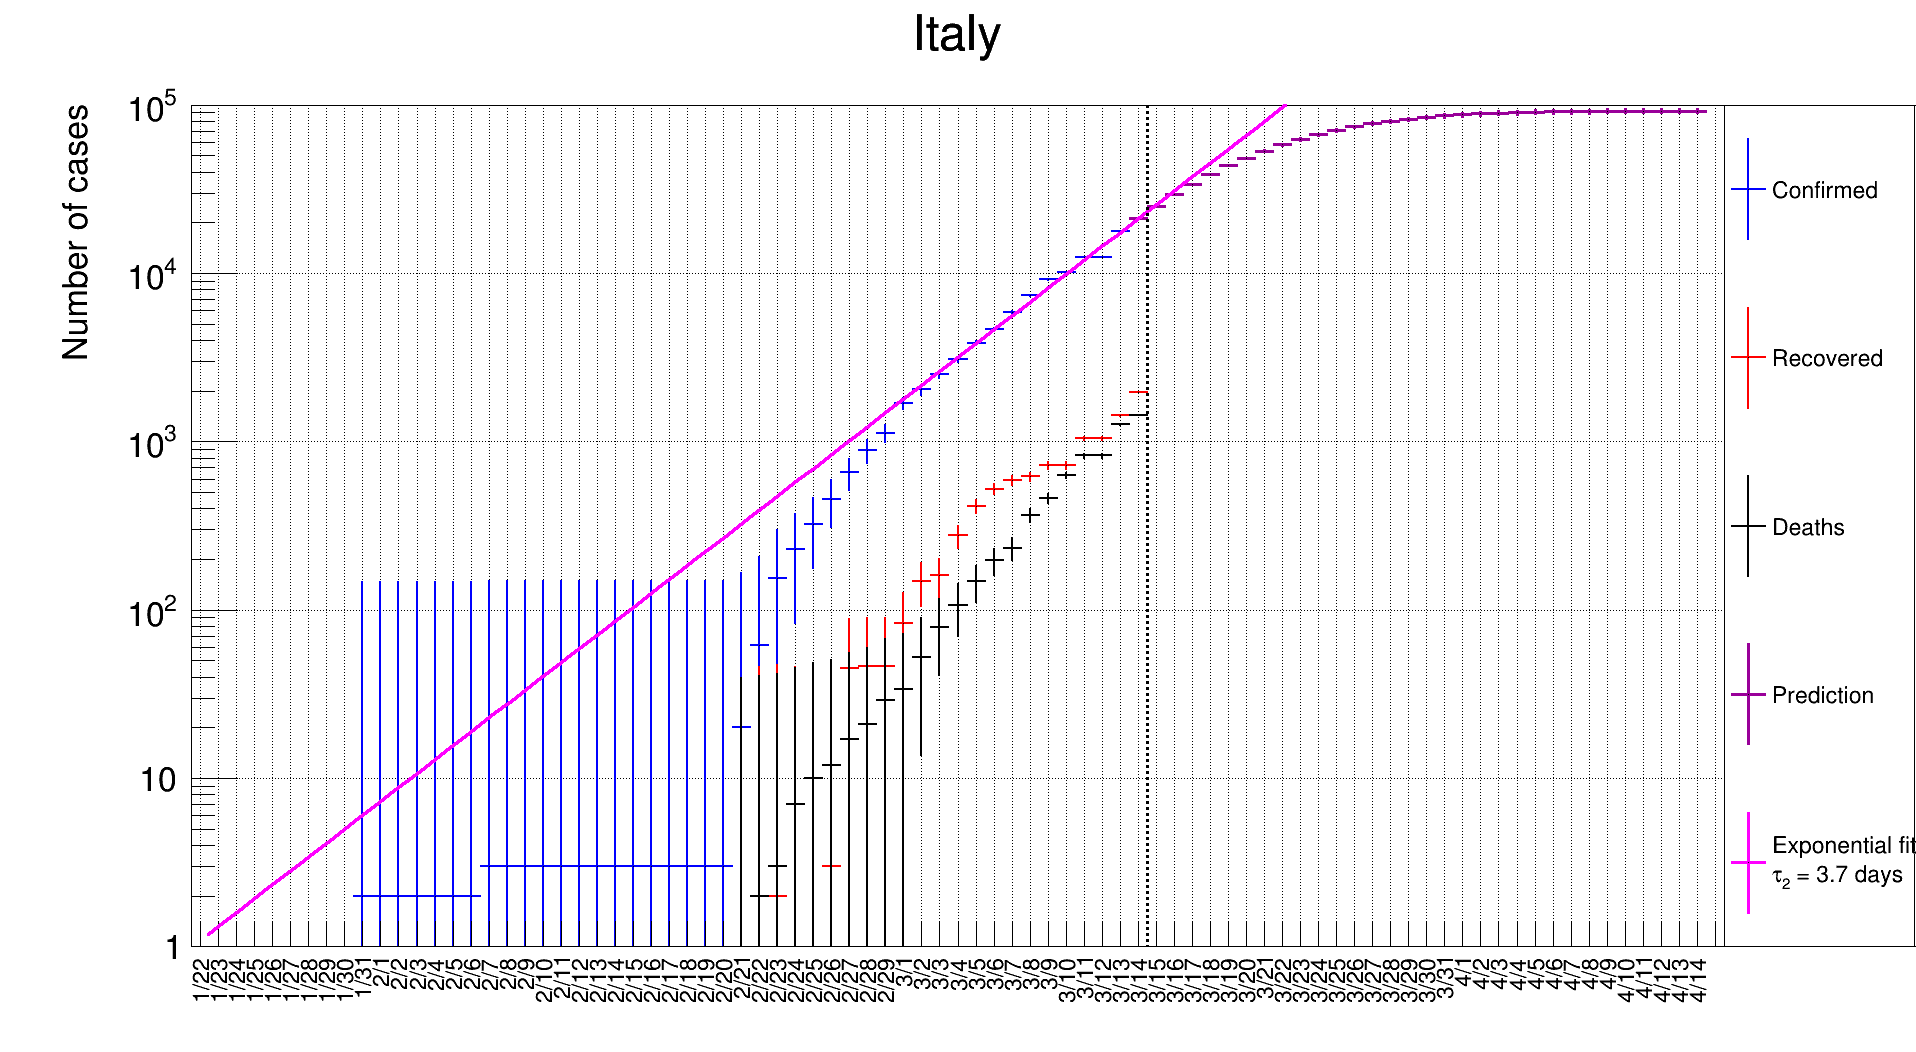 Italy
Number of cases
10^5
10^4
10^3
10^2
10
1
1/22 1/23 1/24 1/25 1/26 1/27 1/28 1/29 1/30 1/31 2/1 2/2 2/3 2/4 2/5 2/6 2/7 2/8 2/9 2/10 2/11 2/12 2/13 2/14 2/15 2/16 2/17 2/18 2/19 2/20 2/21 2/22 2/23 2/24 2/25 2/26 2/27 2/28 2/29 3/1 3/2 3/3 3/4 3/5 3/6 3/7 3/8 3/9 3/10 3/11 3/12 3/13 3/14 3/15 3/16 3/17 3/18 3/19 3/20 3/21 3/22 3/23 3/24 3/25 3/26 3/27 3/28 3/29 3/30 3/31 4/1 4/2 4/3 4/4 4/5 4/6 4/7 4/8 4/9 4/10 4/11 4/12 4/13 4/14
Confirmed
Recovered
Deaths
Prediction
Exponential fit
τ₂ = 3.7 days